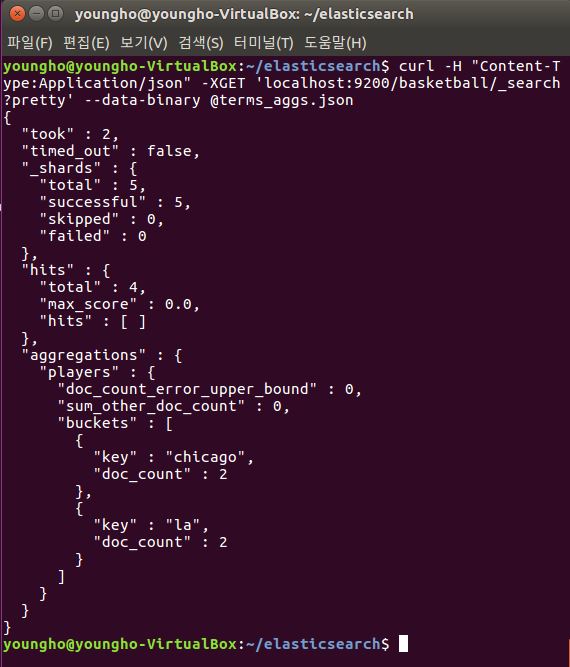 youngho@youngho-VirtualBox: ~/elasticsearch
파일(F) 편집(E) 보기(V) 검색(S) 터미널(T) 도움말(H)
youngho@youngho-VirtualBox:~/elasticsearch$ curl -H "Content-T
ype:Application/json" -XGET 'localhost:9200/basketball/_search
?pretty' --data-binary @terms_aggs.json
{
  "took" : 2,
  "timed_out" : false,
  "_shards" : {
    "total" : 5,
    "successful" : 5,
    "skipped" : 0,
    "failed" : 0
  },
  "hits" : {
    "total" : 4,
    "max_score" : 0.0,
    "hits" : [ ]
  },
  "aggregations" : {
    "players" : {
      "doc_count_error_upper_bound" : 0,
      "sum_other_doc_count" : 0,
      "buckets" : [
        {
          "key" : "chicago",
          "doc_count" : 2
        },
        {
          "key" : "la",
          "doc_count" : 2
        }
      ]
    }
  }
}
youngho@youngho-VirtualBox:~/elasticsearch$